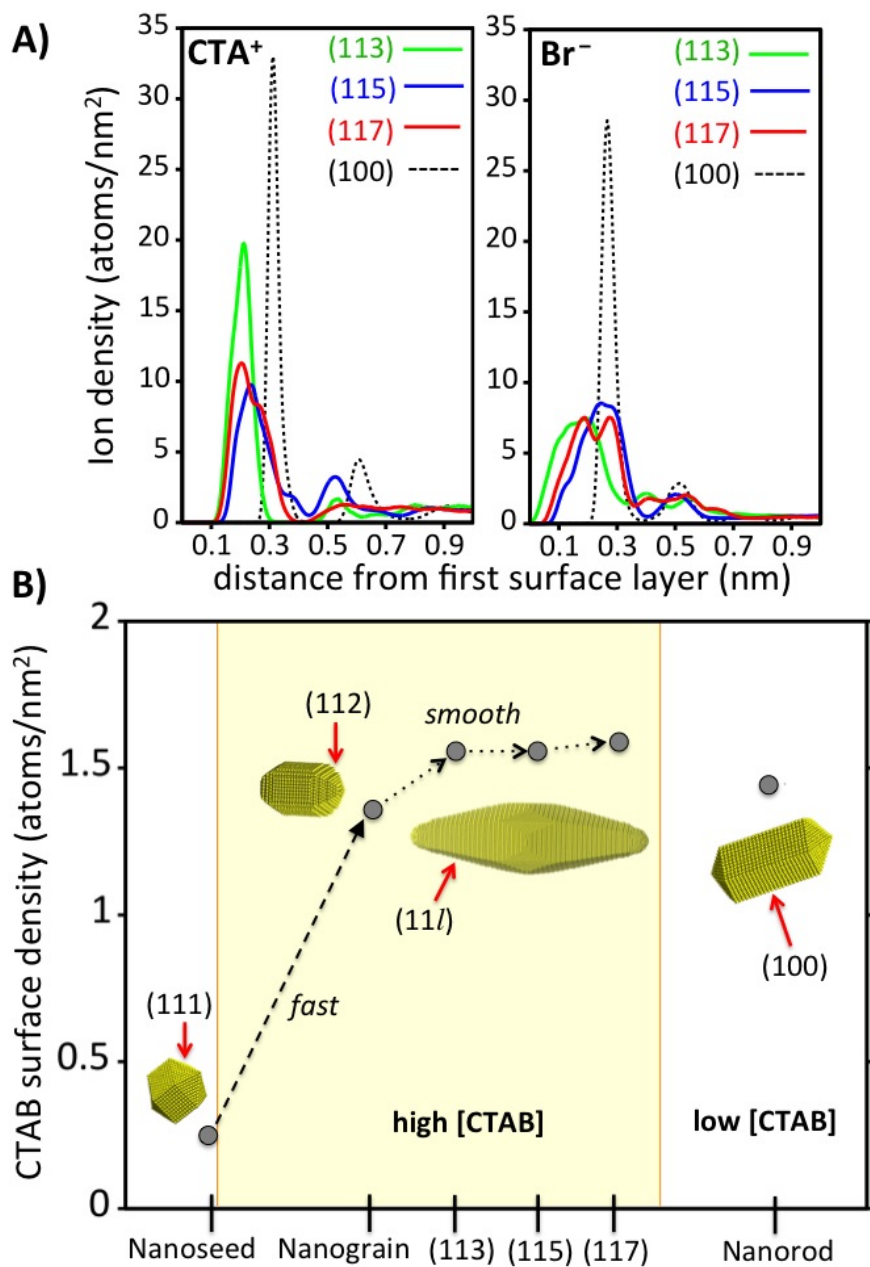 A)
CTA⁺
(113)
(115)
(117)
(100)
Br⁻
(113)
(115)
(117)
(100)
Ion density (atoms/nm²)
35
30
25
20
15
10
5
0
35
30
25
20
15
10
5
0
0.1 0.3 0.5 0.7 0.9
0.1 0.3 0.5 0.7 0.9
distance from first surface layer (nm)
B)
CTAB surface density (atoms/nm²)
2
1.5
1
0.5
0
(111)
(112)
smooth
fast
(11l)
(100)
high [CTAB]
low [CTAB]
Nanoseed Nanograin (113) (115) (117) Nanorod